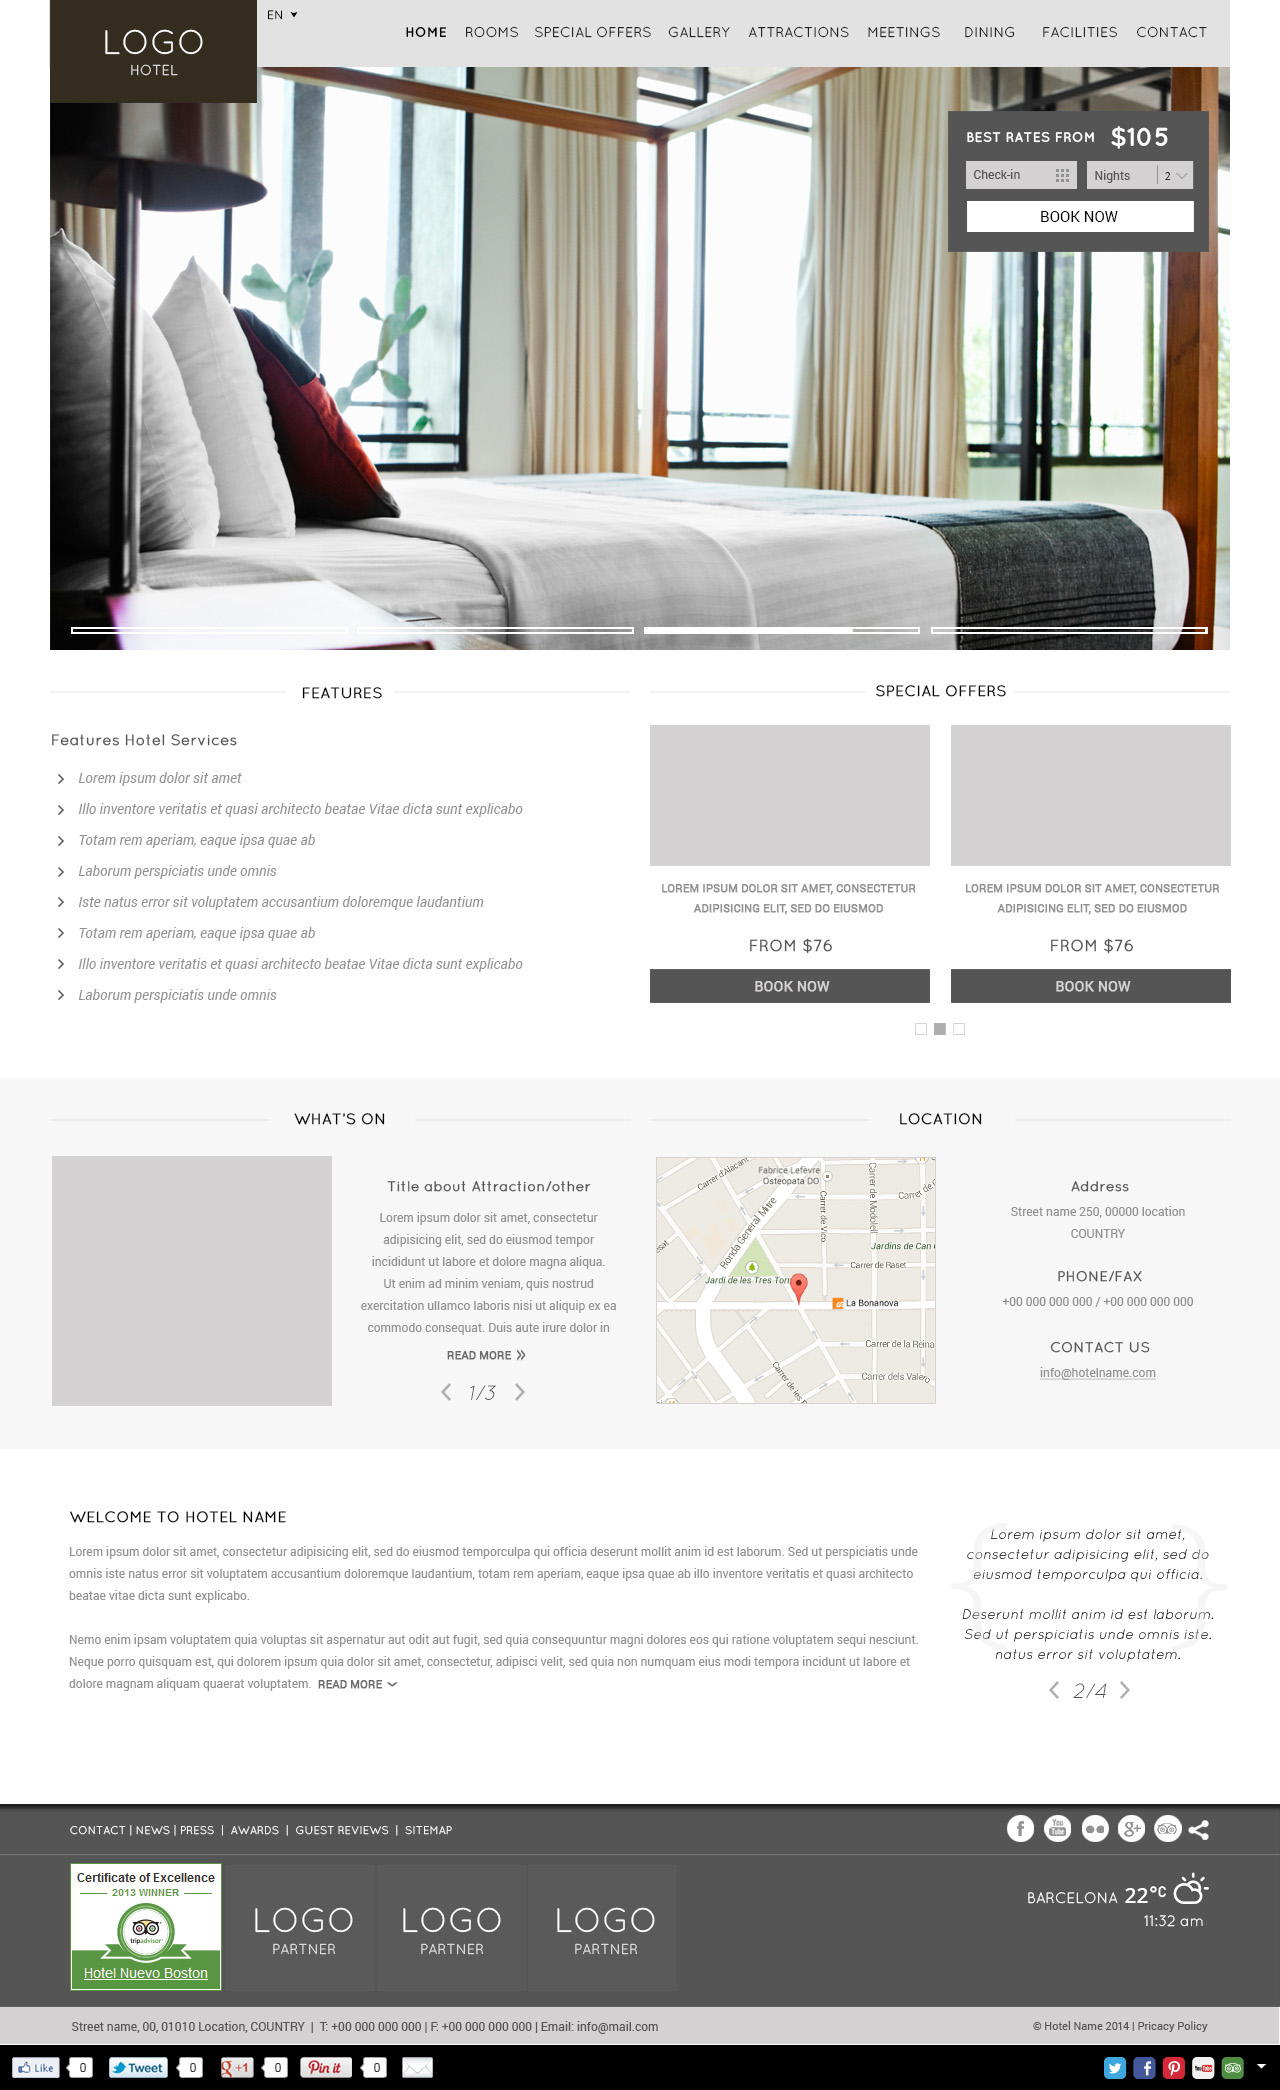 LOGO
HOTEL
EN
HOME ROOMS SPECIAL OFFERS GALLERY ATTRACTIONS MEETINGS DINING FACILITIES CONTACT
BEST RATES FROM $105
Check-in Nights 2
BOOK NOW
FEATURES
Features Hotel Services
Lorem ipsum dolor sit amet
Illo inventore veritatis et quasi architecto beatae Vitae dicta sunt explicabo
Totam rem aperiam, eaque ipsa quae ab
Laborum perspiciatis unde omnis
Iste natus error sit voluptatem accusantium doloremque laudantium
Totam rem aperiam, eaque ipsa quae ab
Illo inventore veritatis et quasi architecto beatae Vitae dicta sunt explicabo
Laborum perspiciatis unde omnis
SPECIAL OFFERS
LOREM IPSUM DOLOR SIT AMET, CONSECTETUR
ADIPISICING ELIT, SED DO EIUSMOD
FROM $76
BOOK NOW
LOREM IPSUM DOLOR SIT AMET, CONSECTETUR
ADIPISICING ELIT, SED DO EIUSMOD
FROM $76
BOOK NOW
WHAT'S ON
Title about Attraction/other
Lorem ipsum dolor sit amet, consectetur
adipisicing elit, sed do eiusmod tempor
incididunt ut labore et dolore magna aliqua.
Ut enim ad minim veniam, quis nostrud
exercitation ullamco laboris nisi ut aliquip ex ea
commodo consequat. Duis aute irure dolor in
READ MORE
1/3
LOCATION
Fabrice Lefèvre
Osteopata DO
Carrer d'Alacant
Carrer de Modolell
Carrer de Vico
Ronda General Mitre
Jardins de Can
Carrer de Raset
Jardí de les Tres Torr
La Bonanova
Carrer de la Reina
Carrer dels Valero
Carrer de les
Address
Street name 250, 00000 location
COUNTRY
PHONE/FAX
+00 000 000 000 / +00 000 000 000
CONTACT US
info@hotelname.com
WELCOME TO HOTEL NAME
Lorem ipsum dolor sit amet, consectetur adipisicing elit, sed do eiusmod temporculpa qui officia deserunt mollit anim id est laborum. Sed ut perspiciatis unde
omnis iste natus error sit voluptatem accusantium doloremque laudantium, totam rem aperiam, eaque ipsa quae ab illo inventore veritatis et quasi architecto
beatae vitae dicta sunt explicabo.
Nemo enim ipsam voluptatem quia voluptas sit aspernatur aut odit aut fugit, sed quia consequuntur magni dolores eos qui ratione voluptatem sequi nesciunt.
Neque porro quisquam est, qui dolorem ipsum quia dolor sit amet, consectetur, adipisci velit, sed quia non numquam eius modi tempora incidunt ut labore et
dolore magnam aliquam quaerat voluptatem. READ MORE
Lorem ipsum dolor sit amet,
consectetur adipisicing elit, sed do
eiusmod temporculpa qui officia.
Deserunt mollit anim id est laborum.
Sed ut perspiciatis unde omnis iste.
natus error sit voluptatem.
2/4
CONTACT | NEWS | PRESS | AWARDS | GUEST REVIEWS | SITEMAP
You Tube
g+
Certificate of Excellence
2013 WINNER
tripadvisor
Hotel Nuevo Boston
LOGO
PARTNER
LOGO
PARTNER
LOGO
PARTNER
BARCELONA 22°C
11:32 am
Street name, 00, 01010 Location, COUNTRY | T: +00 000 000 000 | F: +00 000 000 000 | Email: info@mail.com
© Hotel Name 2014 | Pricacy Policy
Like 0 Tweet 0 g +1 0 Pin it 0